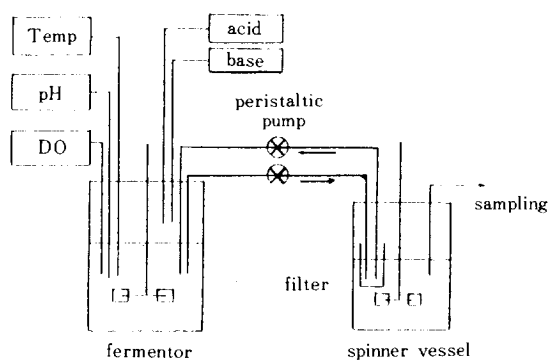 Temp
pH
DO
acid
base
peristaltic
pump
sampling
filter
fermentor
spinner vessel